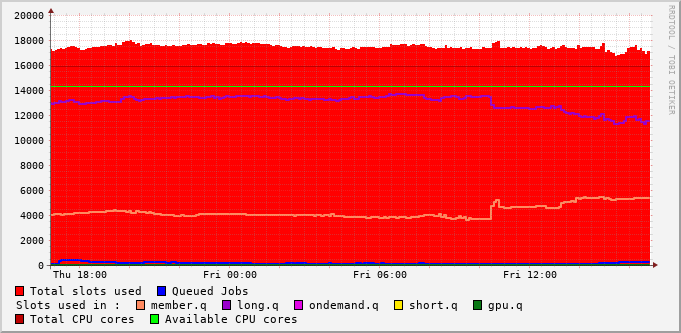 20000
18000
16000
14000
12000
10000
8000
6000
4000
2000
0
Thu 18:00 Fri 00:00 Fri 06:00 Fri 12:00
Total slots used Queued Jobs
Slots used in : member.q long.q ondemand.q short.q gpu.q
Total CPU cores Available CPU cores
RRDTOOL / TOBI OETIKER